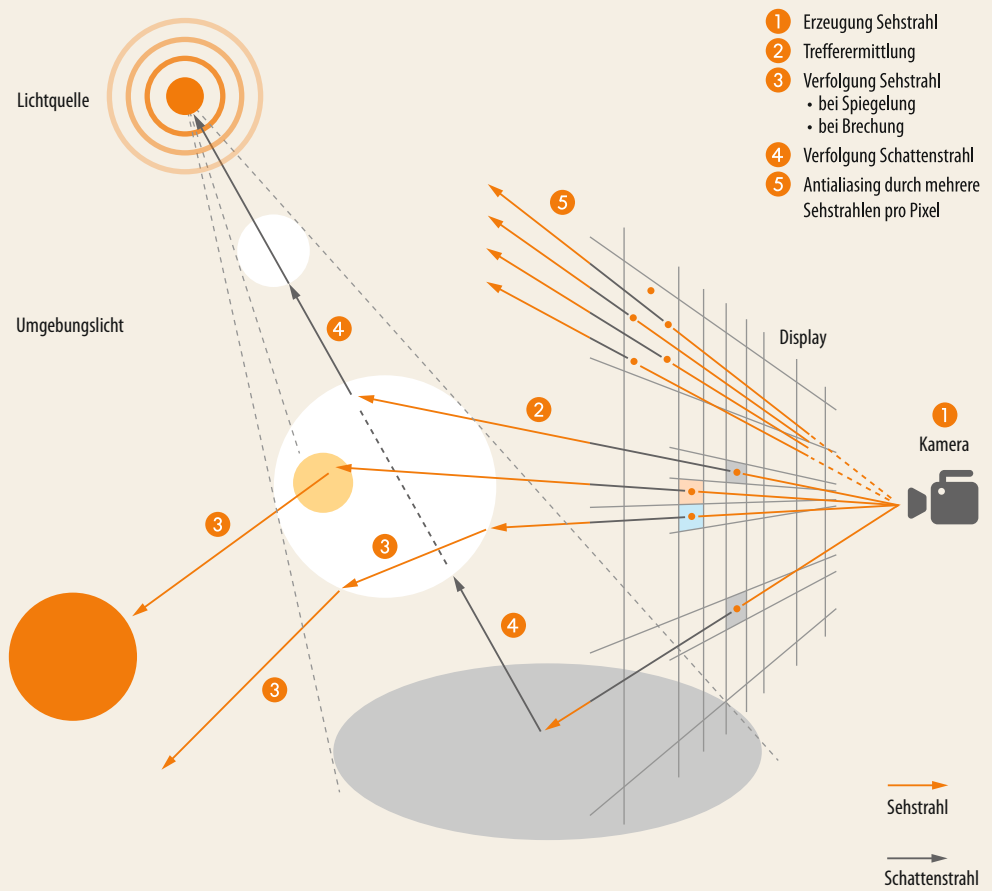 1 Erzeugung Sehstrahl
2 Trefferermittlung
3 Verfolgung Sehstrahl
• bei Spiegelung
• bei Brechung
4 Verfolgung Schattenstrahl
5 Antialiasing durch mehrere
Sehstrahlen pro Pixel
Lichtquelle
5
4
Umgebungslicht
Display
2
1
Kamera
3
3
4
3
Sehstrahl
Schattenstrahl